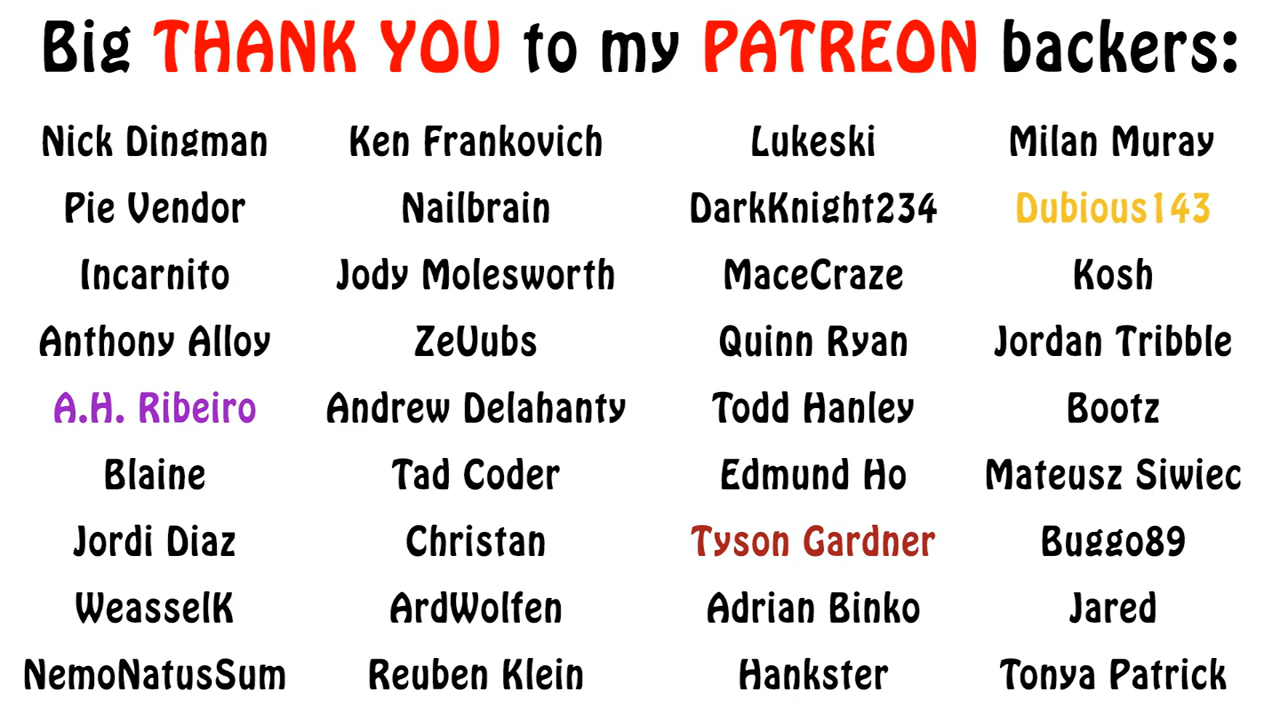 Big THANK YOU to my PATREON backers:
Nick Dingman Ken Frankovich Lukeski Milan Muray
Pie Vendor Nailbrain DarkKnight234 Dubious143
Incarnito Jody Molesworth MaceCraze Kosh
Anthony Alloy ZeVubs Quinn Ryan Jordan Tribble
A.H. Ribeiro Andrew Delahanty Todd Hanley Bootz
Blaine Tad Coder Edmund Ho Mateusz Siwiec
Jordi Diaz Christan Tyson Gardner Buggo89
WeasselK ArdWolfen Adrian Binko Jared
NemoNatusSum Reuben Klein Hankster Tonya Patrick